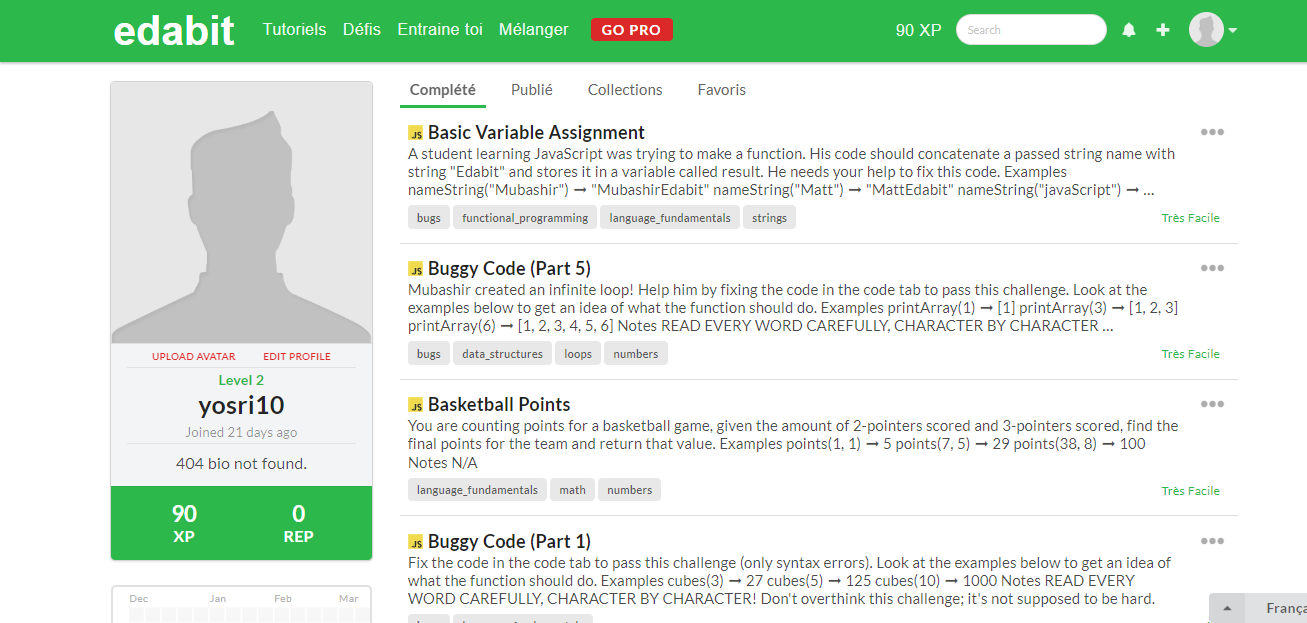 edabit Tutoriels Défis Entraine toi Mélanger GO PRO 90 XP Search
Complété Publié Collections Favoris
JS Basic Variable Assignment
A student learning JavaScript was trying to make a function. His code should concatenate a passed string name with
string "Edabit" and stores it in a variable called result. He needs your help to fix this code. Examples
nameString("Mubashir") → "MubashirEdabit" nameString("Matt") → "MattEdabit" nameString("javaScript") → ...
bugs functional_programming language_fundamentals strings Très Facile
JS Buggy Code (Part 5)
Mubashir created an infinite loop! Help him by fixing the code in the code tab to pass this challenge. Look at the
examples below to get an idea of what the function should do. Examples printArray(1) → [1] printArray(3) → [1, 2, 3]
printArray(6) → [1, 2, 3, 4, 5, 6] Notes READ EVERY WORD CAREFULLY, CHARACTER BY CHARACTER ...
bugs data_structures loops numbers Très Facile
JS Basketball Points
You are counting points for a basketball game, given the amount of 2-pointers scored and 3-pointers scored, find the
final points for the team and return that value. Examples points(1, 1) → 5 points(7, 5) → 29 points(38, 8) → 100
Notes N/A
language_fundamentals math numbers Très Facile
JS Buggy Code (Part 1)
Fix the code in the code tab to pass this challenge (only syntax errors). Look at the examples below to get an idea of
what the function should do. Examples cubes(3) → 27 cubes(5) → 125 cubes(10) → 1000 Notes READ EVERY
WORD CAREFULLY, CHARACTER BY CHARACTER! Don't overthink this challenge; it's not supposed to be hard.
UPLOAD AVATAR EDIT PROFILE
Level 2
yosri10
Joined 21 days ago
404 bio not found.
90 0
XP REP
Dec Jan Feb Mar
França